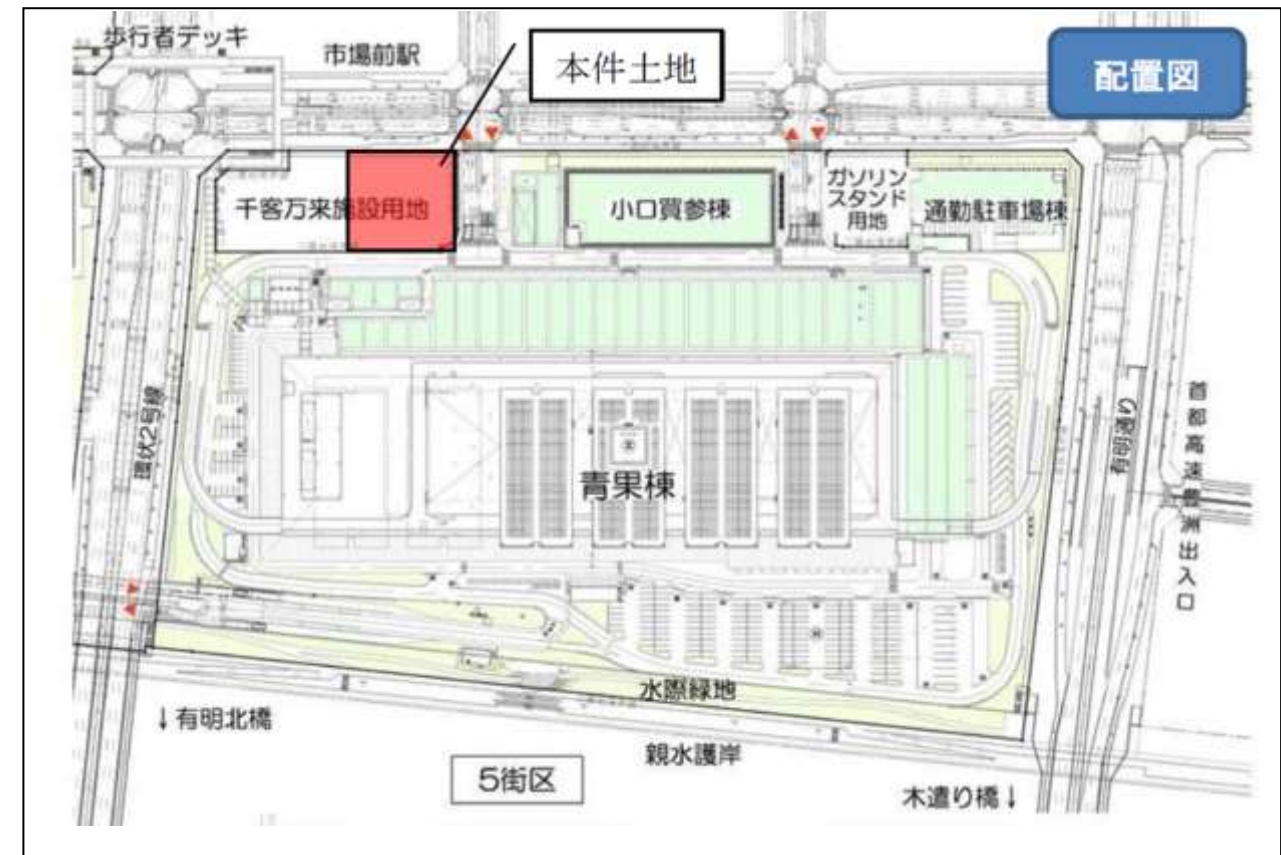 歩行者デッキ
市場前駅
本件土地
配置図
千客万来施設用地
小口買参棟
ガソリン
スタンド
用地
通勤駐車場棟
環状2号線
有明通り
首都高速豊洲出入口
青果棟
水際緑地
↓有明北橋
親水護岸
5街区
木遣り橋↓